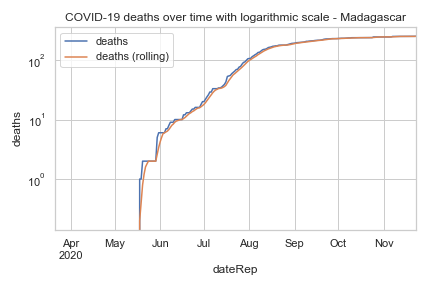 COVID-19 deaths over time with logarithmic scale - Madagascar
deaths
deaths (rolling)
10²
10¹
10⁰
deaths
Apr May Jun Jul Aug Sep Oct Nov
2020
dateRep